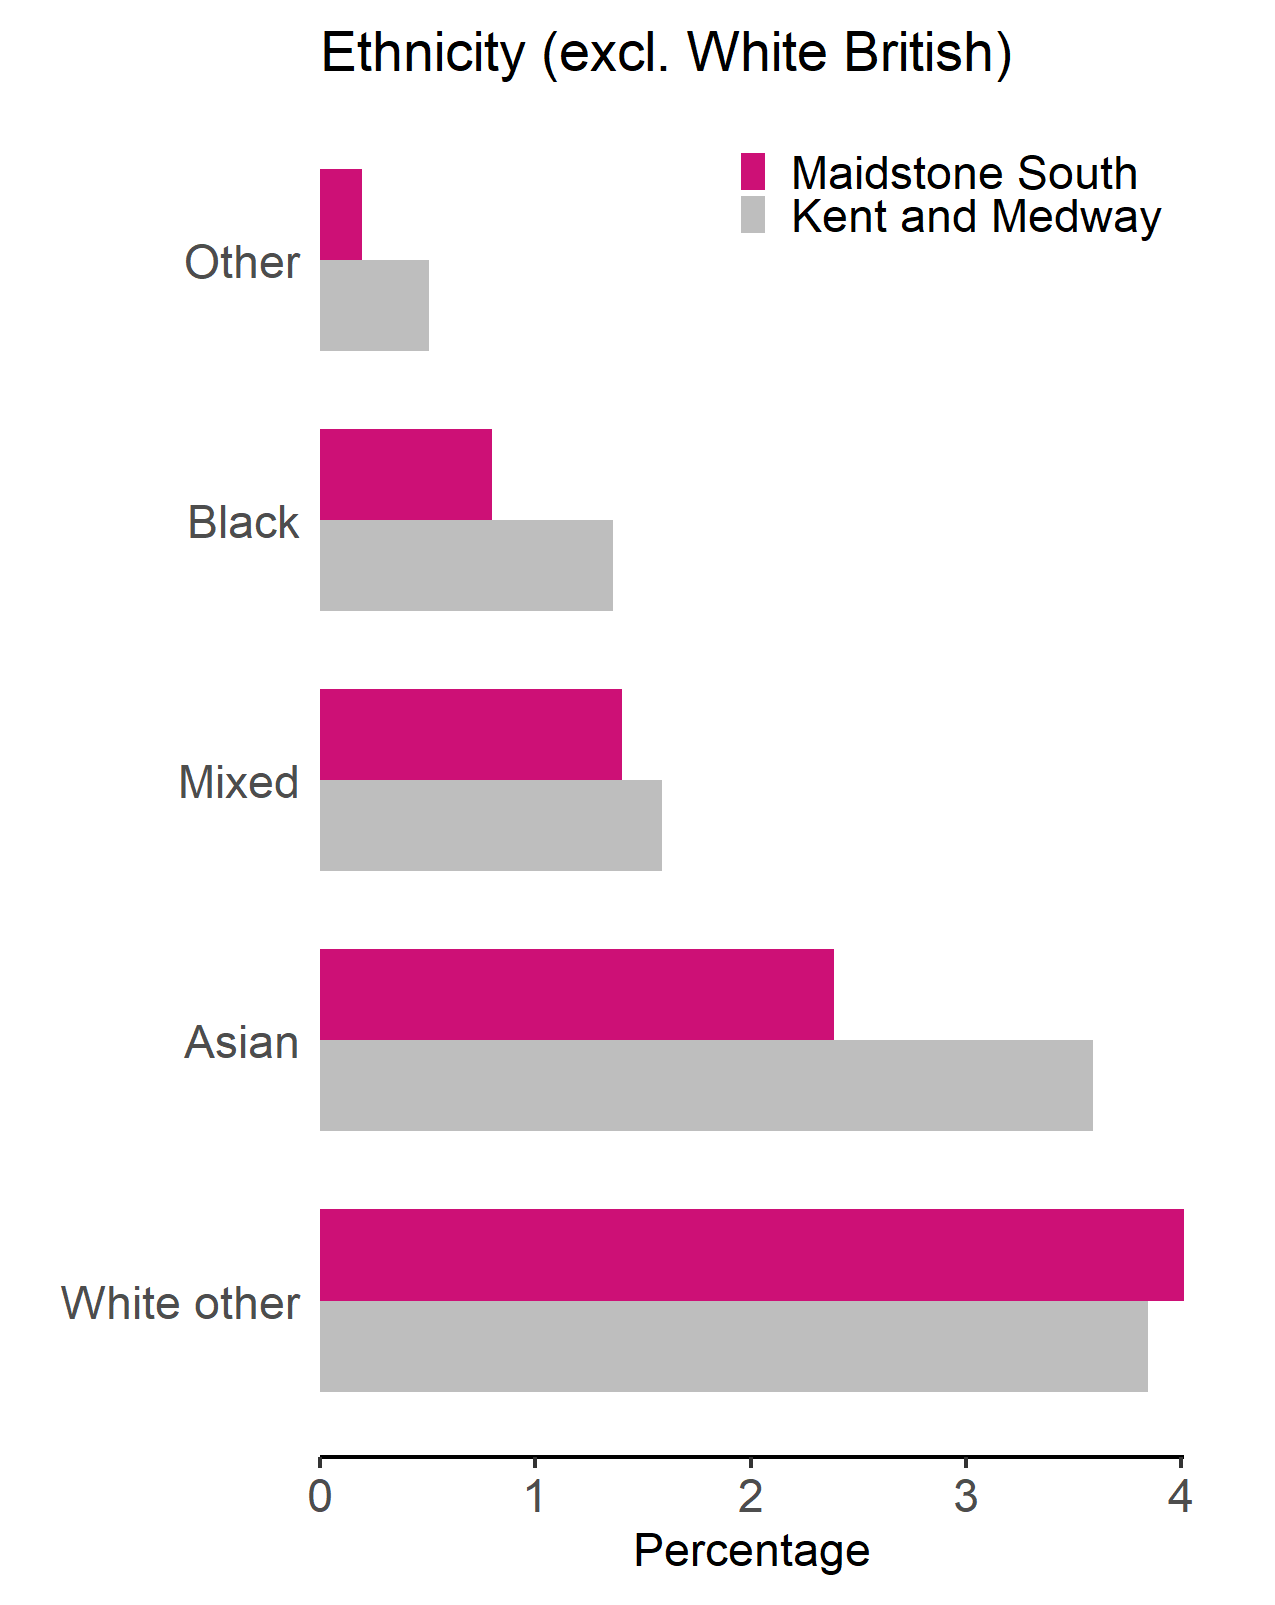 Ethnicity (excl. White British)
Maidstone South
Kent and Medway
Other
Black
Mixed
Asian
White other
0 1 2 3 4
Percentage